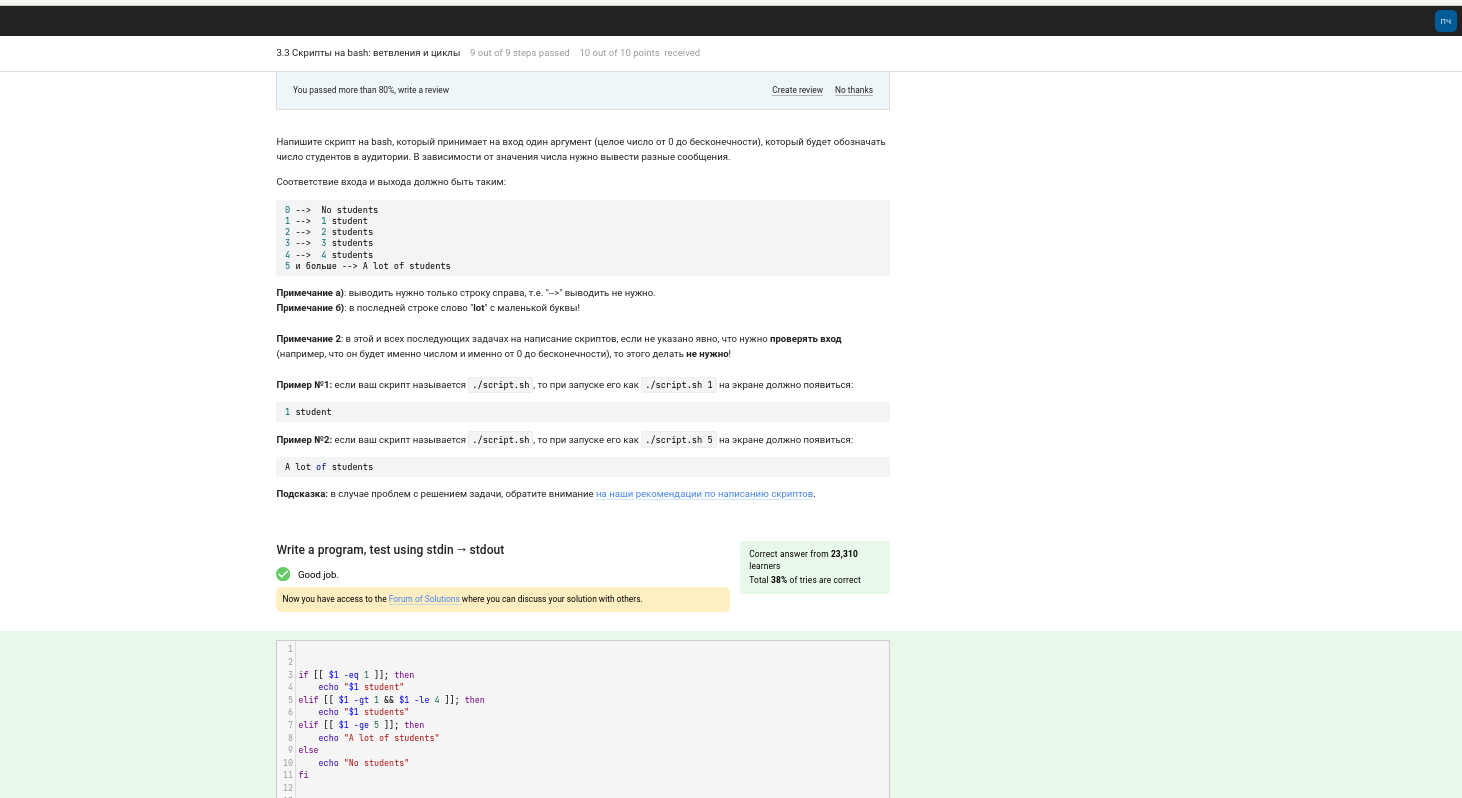 ПЧ
3.3 Скрипты на bash: ветвления и циклы 9 out of 9 steps passed 10 out of 10 points received
You passed more than 80%, write a review Create review No thanks
Напишите скрипт на bash, который принимает на вход один аргумент (целое число от 0 до бесконечности), который будет обозначать
число студентов в аудитории. В зависимости от значения числа нужно вывести разные сообщения.
Соответствие входа и выхода должно быть таким:
0 --> No students
1 --> 1 student
2 --> 2 students
3 --> 3 students
4 --> 4 students
5 и больше --> A lot of students
Примечание а): выводить нужно только строку справа, т.е. "-->" выводить не нужно.
Примечание б): в последней строке слово "lot" с маленькой буквы!
Примечание 2: в этой и всех последующих задачах на написание скриптов, если не указано явно, что нужно проверять вход
(например, что он будет именно числом и именно от 0 до бесконечности), то этого делать не нужно!
Пример №1: если ваш скрипт называется ./script.sh, то при запуске его как ./script.sh 1 на экране должно появиться:
1 student
Пример №2: если ваш скрипт называется ./script.sh, то при запуске его как ./script.sh 5 на экране должно появиться:
A lot of students
Подсказка: в случае проблем с решением задачи, обратите внимание на наши рекомендации по написанию скриптов.
Write a program, test using stdin → stdout
Correct answer from 23,310
learners
Total 38% of tries are correct
Good job.
Now you have access to the Forum of Solutions where you can discuss your solution with others.
1
2
3 if [[ $1 -eq 1 ]]; then
4     echo "$1 student"
5 elif [[ $1 -gt 1 && $1 -le 4 ]]; then
6     echo "$1 students"
7 elif [[ $1 -ge 5 ]]; then
8     echo "A lot of students"
9 else
10     echo "No students"
11 fi
12